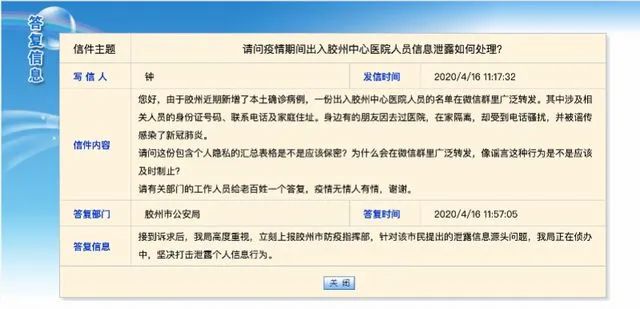 答复信息
信件主题 请问疫情期间出入胶州中心医院人员信息泄露如何处理?
写 信 人 钟 发信时间 2020/4/16 11:17:32
信件内容
您好，由于胶州近期新增了本土确诊病例，一份出入胶州中心医院人员的名单在微信群里广泛转发。其中涉及相
关人员的身份证号码、联系电话及家庭住址。身边有的朋友因去过医院，在家隔离，却受到电话骚扰，并被谣传
感染了新冠肺炎。
请问这份包含个人隐私的汇总表格是不是应该保密？为什么会在微信群里广泛转发，像谣言这种行为是不是应该
及时制止？
请有关部门的工作人员给老百姓一个答复，疫情无情人有情，谢谢。
答复部门 胶州市公安局 答复时间 2020/4/16 11:57:05
答复信息
接到诉求后，我局高度重视，立刻上报胶州市防疫指挥部，针对该市民提出的泄露信息源头问题，我局正在侦办
中，坚决打击泄露个人信息行为。
关 闭